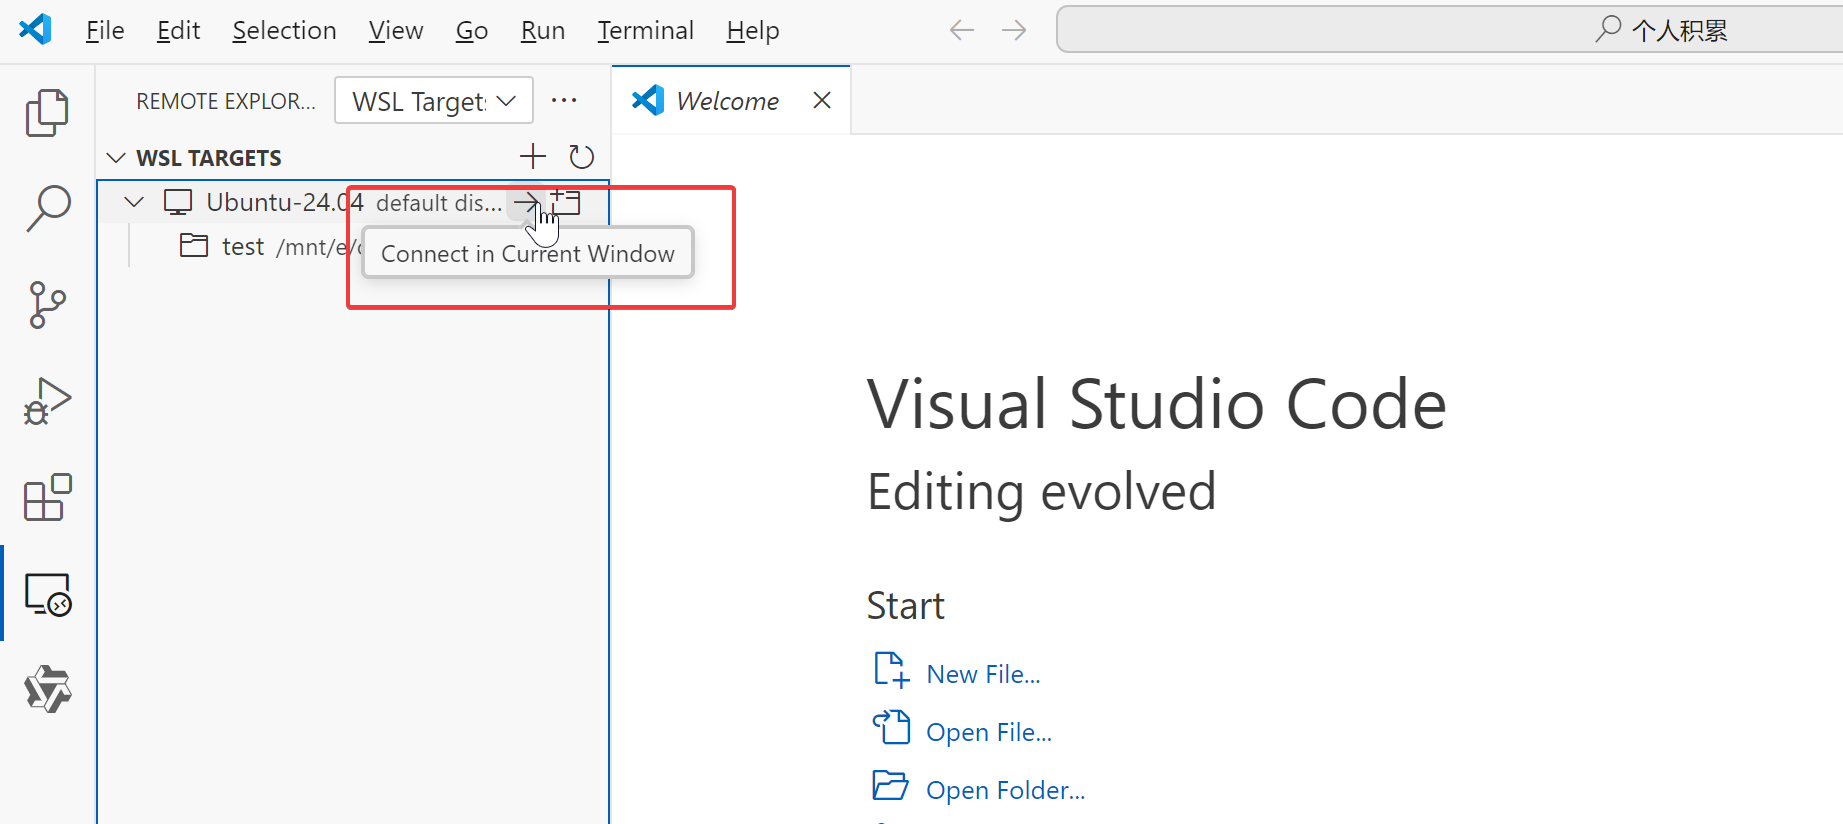 File Edit Selection View Go Run Terminal Help
个人积累
REMOTE EXPLOR... WSL Target
Welcome
WSL TARGETS
Ubuntu-24.04 default dis...
test /mnt/e/
Connect in Current Window
Visual Studio Code
Editing evolved
Start
New File...
Open File...
Open Folder...